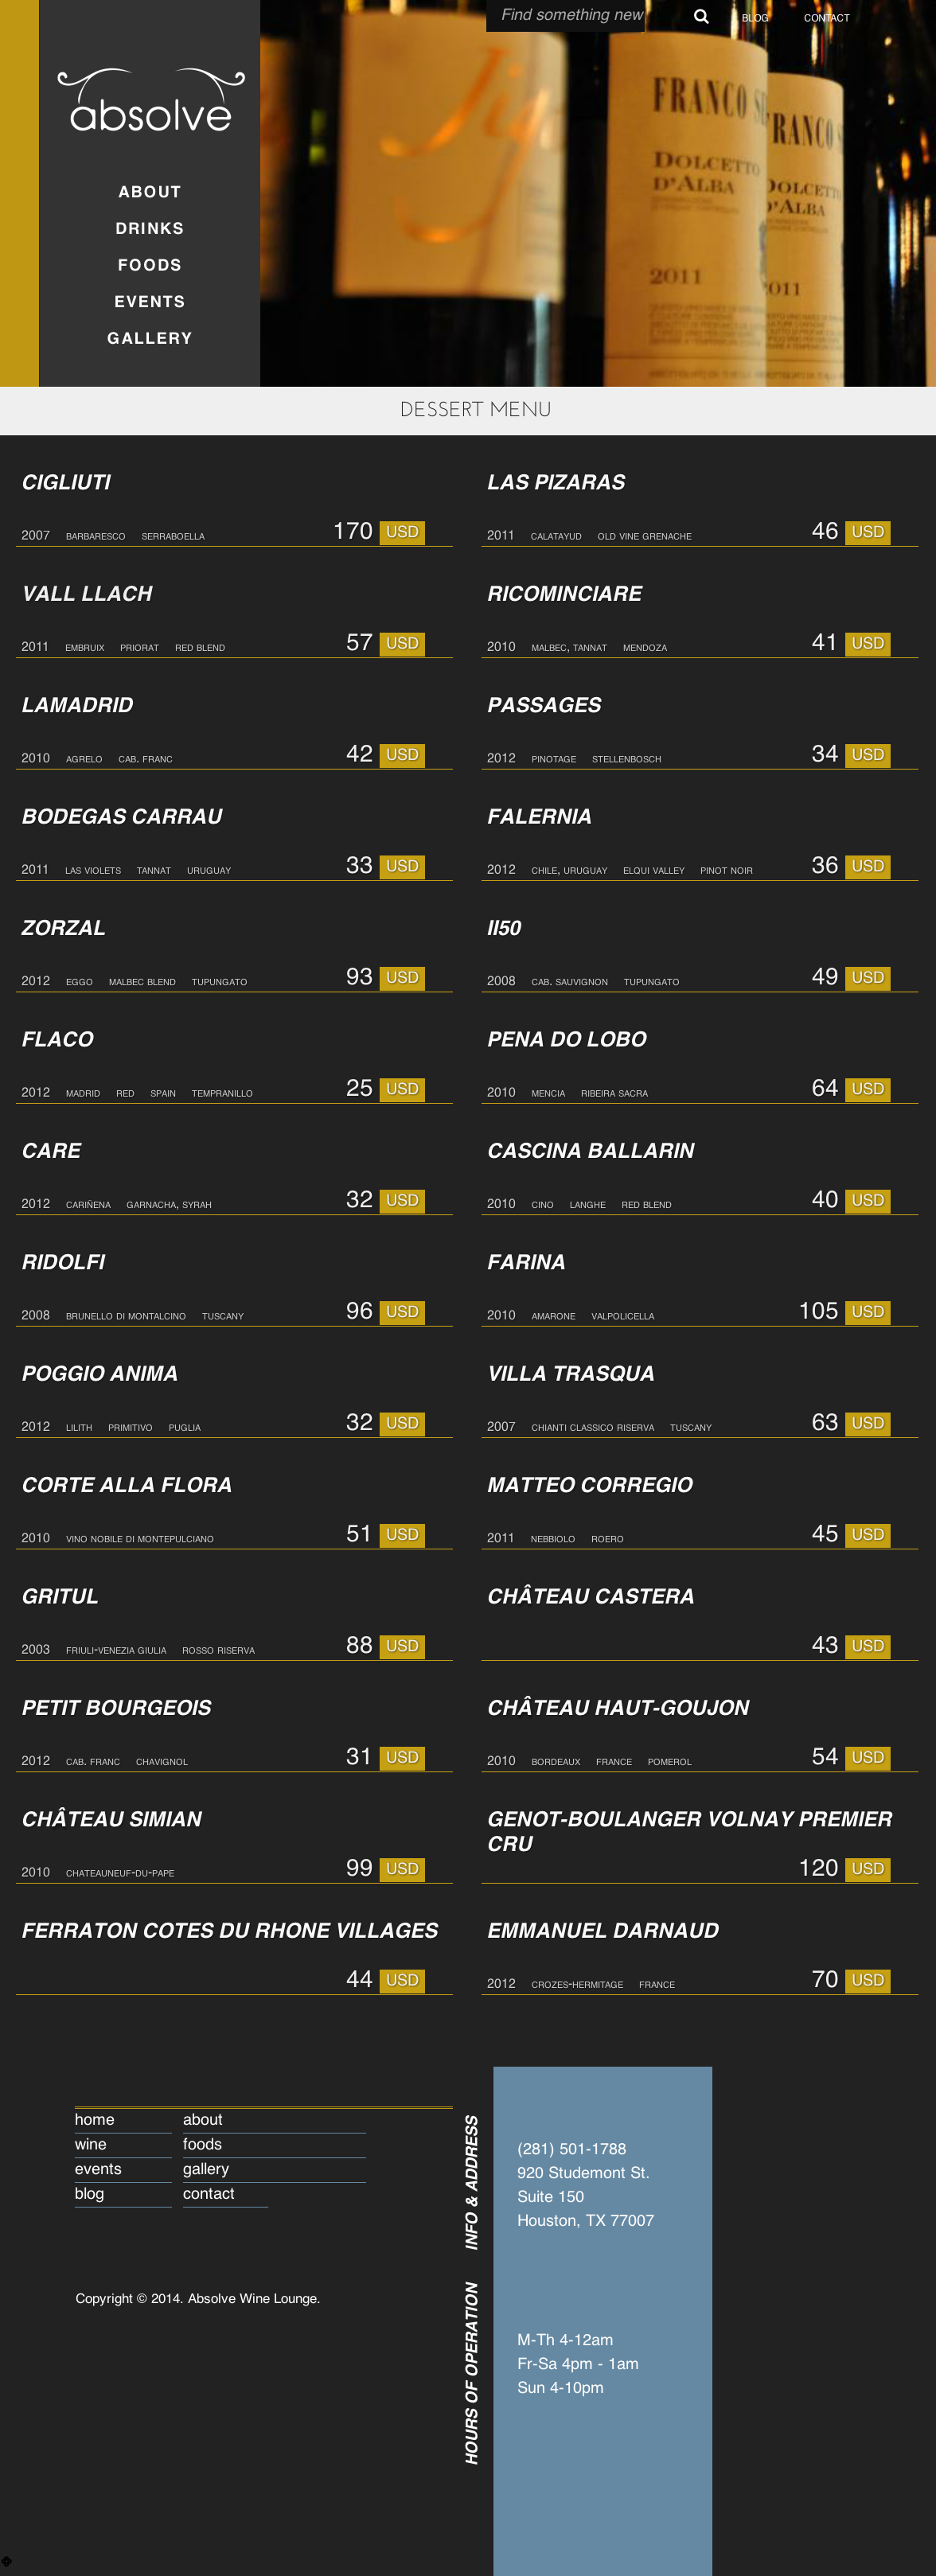 Find something new
BLOG
CONTACT
absolve
ABOUT
DRINKS
FOODS
EVENTS
GALLERY
FRANCO
DOLCETTO
D'ALBA
2011
FRANCO
DOLCETTO
D'ALBA
2011
DESSERT MENU
CIGLIUTI
2007 BARBARESCO SERRABOELLA 170 USD
LAS PIZARAS
2011 CALATAYUD OLD VINE GRENACHE 46 USD
VALL LLACH
2011 EMBRUIX PRIORAT RED BLEND 57 USD
RICOMINCIARE
2010 MALBEC, TANNAT MENDOZA 41 USD
LAMADRID
2010 AGRELO CAB. FRANC 42 USD
PASSAGES
2012 PINOTAGE STELLENBOSCH 34 USD
BODEGAS CARRAU
2011 LAS VIOLETS TANNAT URUGUAY 33 USD
FALERNIA
2012 CHILE, URUGUAY ELQUI VALLEY PINOT NOIR 36 USD
ZORZAL
2012 EGGO MALBEC BLEND TUPUNGATO 93 USD
II50
2008 CAB. SAUVIGNON TUPUNGATO 49 USD
FLACO
2012 MADRID RED SPAIN TEMPRANILLO 25 USD
PENA DO LOBO
2010 MENCIA RIBEIRA SACRA 64 USD
CARE
2012 CARIÑENA GARNACHA, SYRAH 32 USD
CASCINA BALLARIN
2010 CINO LANGHE RED BLEND 40 USD
RIDOLFI
2008 BRUNELLO DI MONTALCINO TUSCANY 96 USD
FARINA
2010 AMARONE VALPOLICELLA 105 USD
POGGIO ANIMA
2012 LILITH PRIMITIVO PUGLIA 32 USD
VILLA TRASQUA
2007 CHIANTI CLASSICO RISERVA TUSCANY 63 USD
CORTE ALLA FLORA
2010 VINO NOBILE DI MONTEPULCIANO 51 USD
MATTEO CORREGIO
2011 NEBBIOLO ROERO 45 USD
GRITUL
2003 FRIULI-VENEZIA GIULIA ROSSO RISERVA 88 USD
CHÂTEAU CASTERA
43 USD
PETIT BOURGEOIS
2012 CAB. FRANC CHAVIGNOL 31 USD
CHÂTEAU HAUT-GOUJON
2010 BORDEAUX FRANCE POMEROL 54 USD
CHÂTEAU SIMIAN
2010 CHATEAUNEUF-DU-PAPE 99 USD
GENOT-BOULANGER VOLNAY PREMIER
CRU
120 USD
FERRATON COTES DU RHONE VILLAGES
44 USD
EMMANUEL DARNAUD
2012 CROZES-HERMITAGE FRANCE 70 USD
home about
wine foods
events gallery
blog contact
Copyright © 2014. Absolve Wine Lounge.
INFO & ADDRESS
(281) 501-1788
920 Studemont St.
Suite 150
Houston, TX 77007
HOURS OF OPERATION
M-Th 4-12am
Fr-Sa 4pm - 1am
Sun 4-10pm